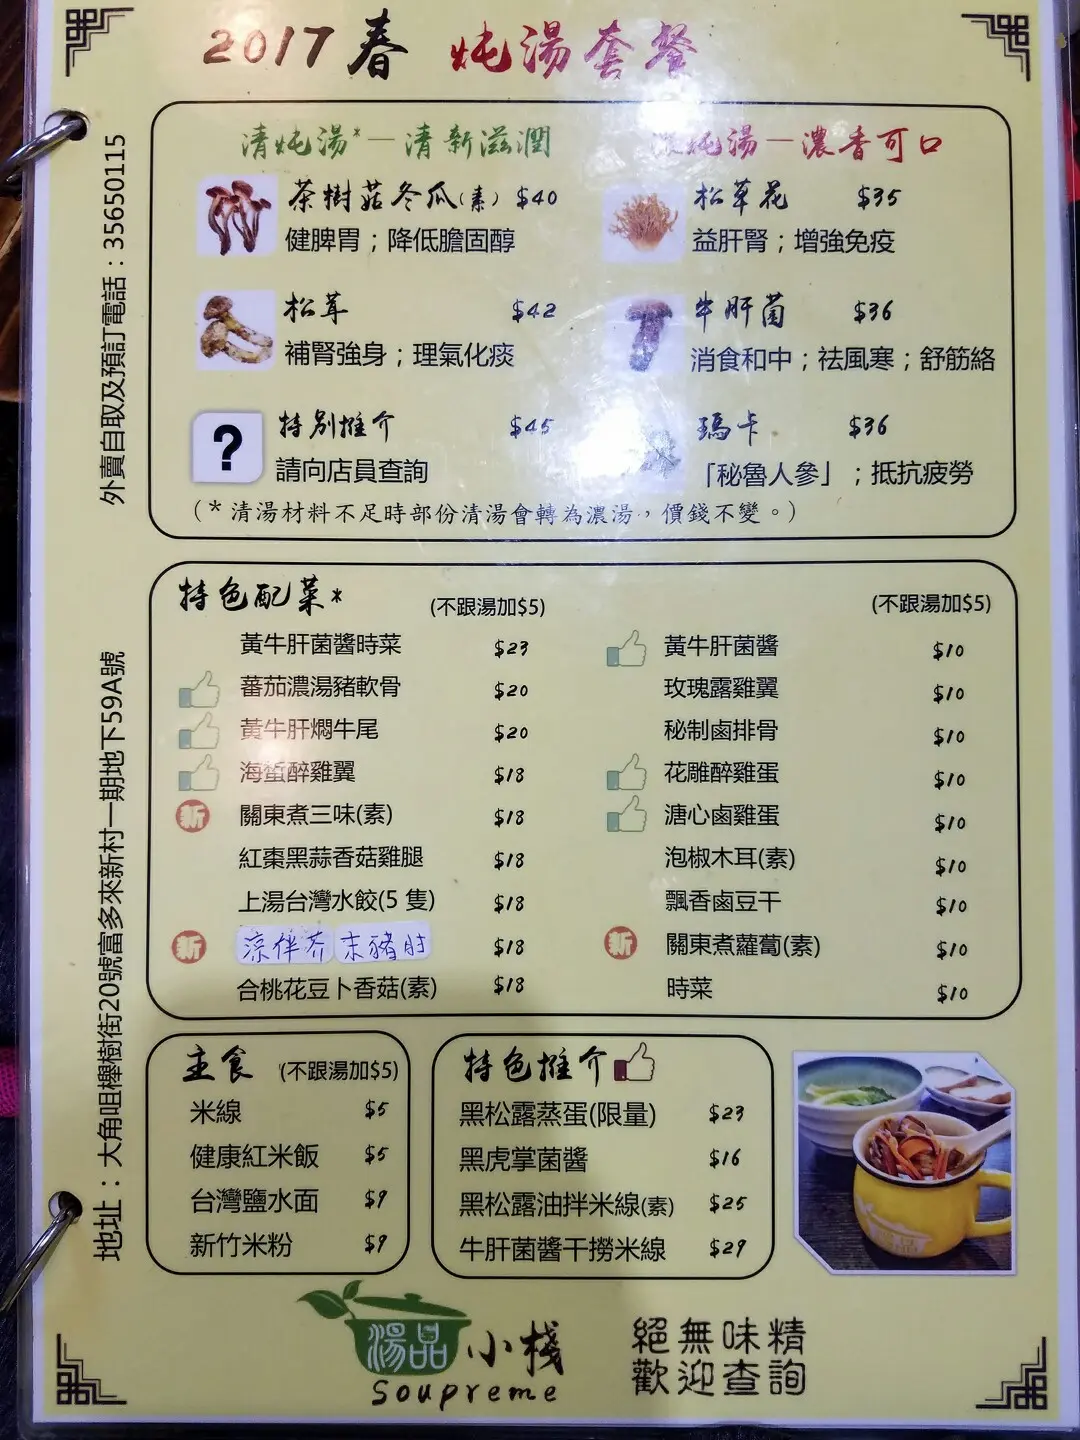 2017 春 炖湯套餐
清炖湯*－清新滋潤
茶樹菇冬瓜(素) $40
健脾胃；降低膽固醇
松茸 $42
補腎強身；理氣化痰
? 特別推介 $45
請向店員查詢
炖湯－濃香可口
松草花 $35
益肝腎；增強免疫
牛肝菌 $36
消食和中；祛風寒；舒筋絡
瑪卡 $36
「秘魯人參」；抵抗疲勞
(*清湯材料不足時部份清湯會轉為濃湯，價錢不變。)
特色配菜* (不跟湯加$5)
黃牛肝菌醬時菜 $23
蕃茄濃湯豬軟骨 $20
黃牛肝燜牛尾 $20
海蜇醉雞翼 $18
新 關東煮三味(素) $18
紅棗黑蒜香菇雞腿 $18
上湯台灣水餃(5 隻) $18
新 涼伴芥末豬肘 $18
合桃花豆卜香菇(素) $18
(不跟湯加$5)
黃牛肝菌醬 $10
玫瑰露雞翼 $10
秘制鹵排骨 $10
花雕醉雞蛋 $10
溏心鹵雞蛋 $10
泡椒木耳(素) $10
飄香鹵豆干 $10
新 關東煮蘿蔔(素) $10
時菜 $10
主食 (不跟湯加$5)
米線 $5
健康紅米飯 $5
台灣鹽水面 $9
新竹米粉 $9
特色推介
黑松露蒸蛋(限量) $23
黑虎掌菌醬 $16
黑松露油拌米線(素) $25
牛肝菌醬干撈米線 $29
湯品小棧
Soupreme
絕無味精
歡迎查詢
外賣自取及預訂電話：35650115
地址：大角咀櫸樹街20號富多來新村一期地下59A號